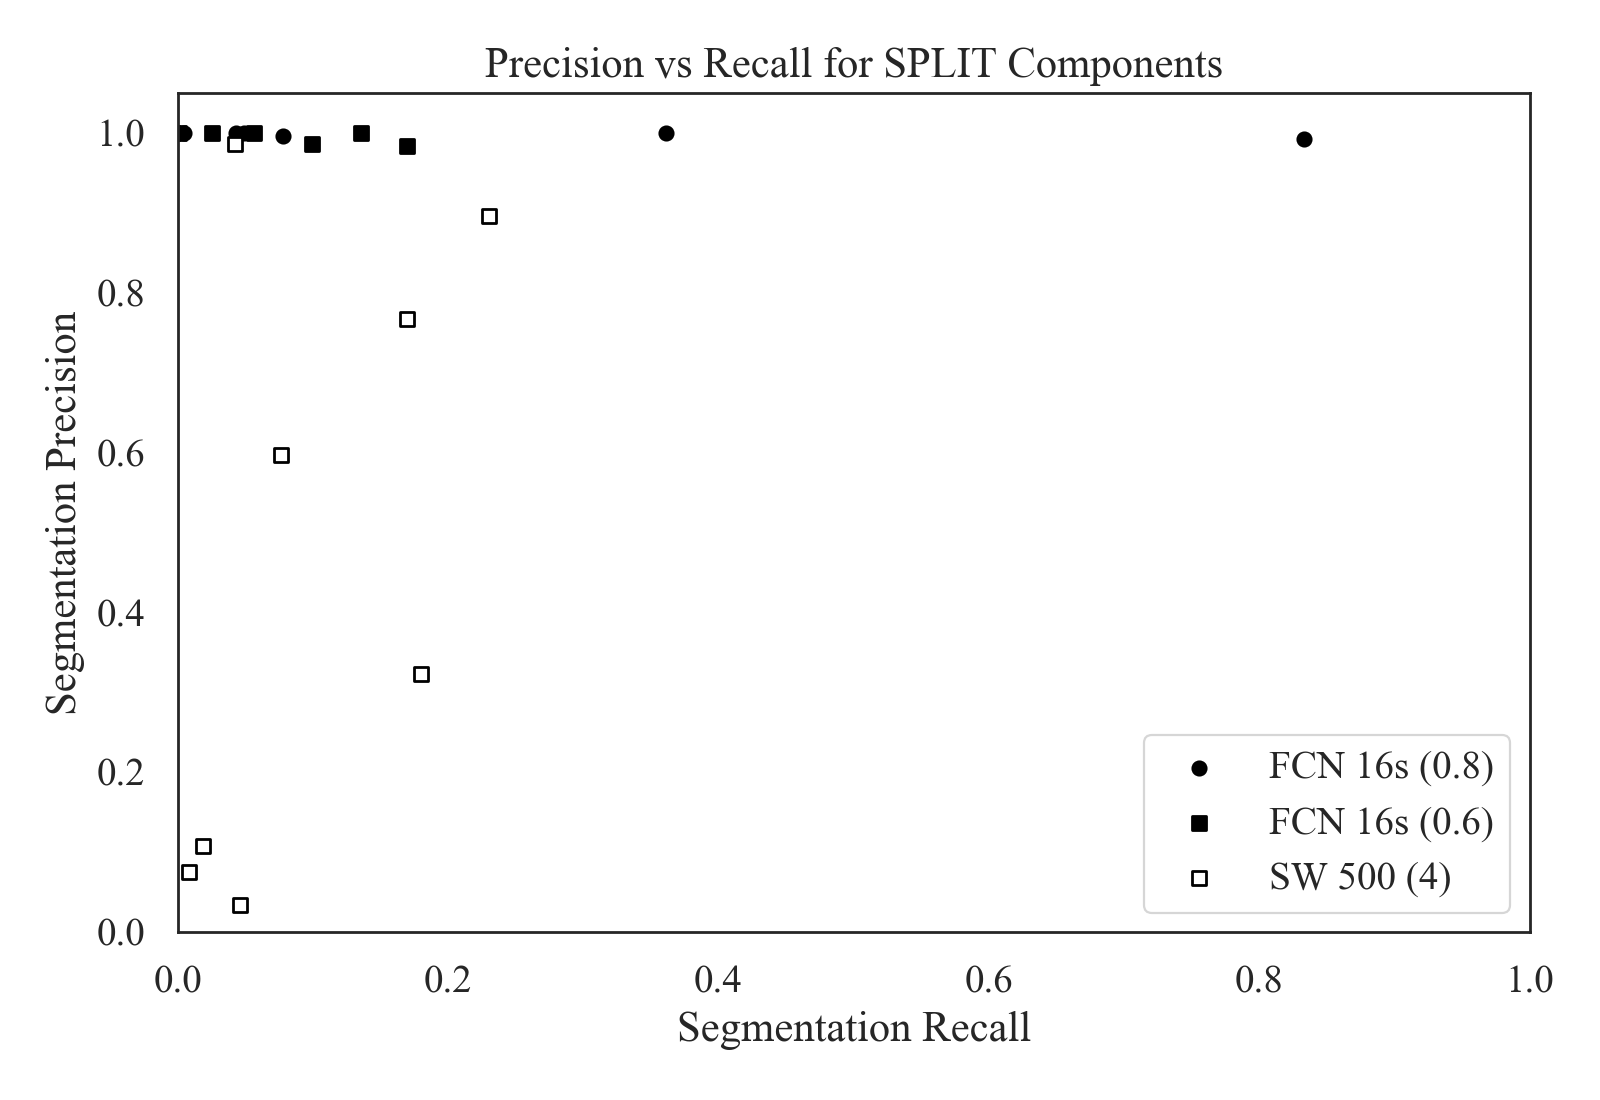 Precision vs Recall for SPLIT Components
Segmentation Precision
1.0
0.8
0.6
0.4
0.2
0.0
0.0 0.2 0.4 0.6 0.8 1.0
Segmentation Recall
FCN 16s (0.8)
FCN 16s (0.6)
SW 500 (4)